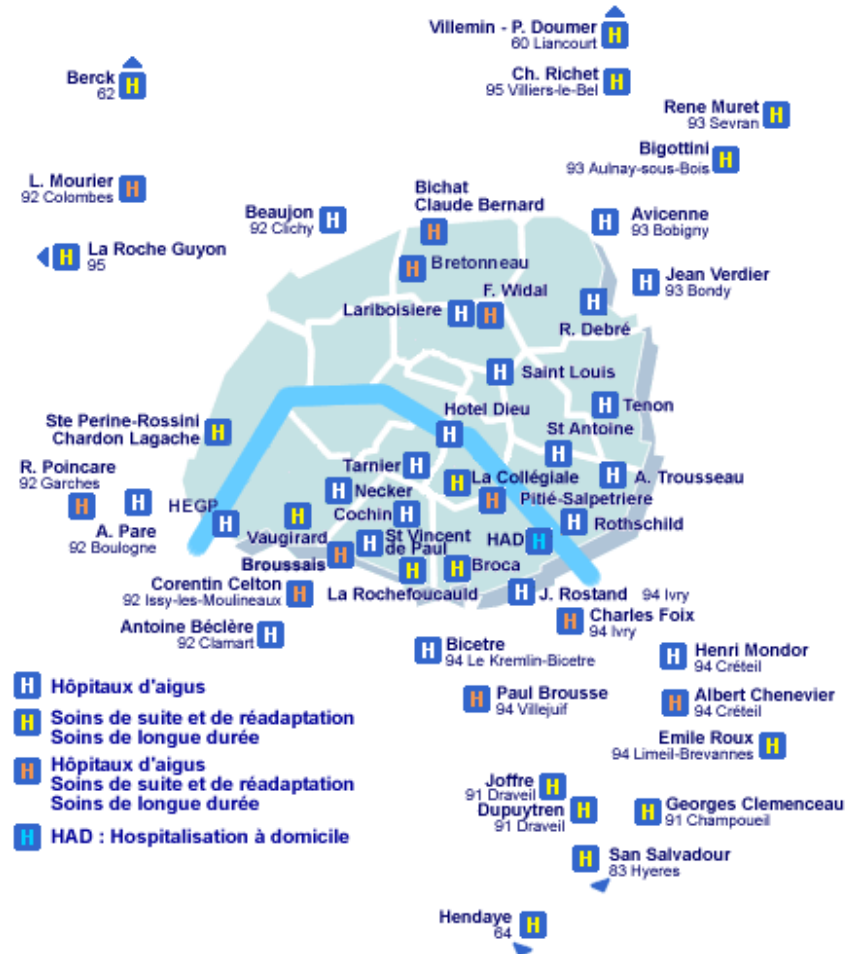 Villemin - P. Doumer
60 Liancourt
H
Berck
62
H
Ch. Richet
95 Villiers-le-Bel
H
Rene Muret
93 Sevran
H
Bigottini
93 Aulnay-sous-Bois
H
L. Mourier
92 Colombes
H
Bichat
Claude Bernard
H
Beaujon
92 Clichy
H
Avicenne
93 Bobigny
H
La Roche Guyon
95
H
Bretonneau
H
Jean Verdier
93 Bondy
H
F. Widal
H
Lariboisiere
H
R. Debré
H
Saint Louis
H
Tenon
H
Hotel Dieu
H
Ste Perine-Rossini
Chardon Lagache
H
St Antoine
H
Tarnier
H
R. Poincare
92 Garches
H
La Collégiale
H
A. Trousseau
H
Necker
H
Pitié-Salpetriere
H
A. Pare
92 Boulogne
H
HEGP
H
Vaugirard
H
Cochin
H
Rothschild
H
St Vincent
de Paul
H
HAD
H
Broussais
H
Broca
H
La Rochefoucauld
H
Corentin Celton
92 Issy-les-Moulineaux
H
J. Rostand 94 Ivry
H
Charles Foix
94 Ivry
H
Antoine Béclère
92 Clamart
H
Bicetre
94 Le Kremlin-Bicetre
H
Henri Mondor
94 Créteil
H
Paul Brousse
94 Villejuif
H
Albert Chenevier
94 Créteil
H
Emile Roux
94 Limeil-Brevannes
H
Joffre
91 Draveil
H
Dupuytren
91 Draveil
H
Georges Clemenceau
91 Champoueil
H
San Salvadour
83 Hyeres
H
Hendaye
64
H
H Hôpitaux d'aigus
H Soins de suite et de réadaptation
Soins de longue durée
H Hôpitaux d'aigus
Soins de suite et de réadaptation
Soins de longue durée
H HAD : Hospitalisation à domicile